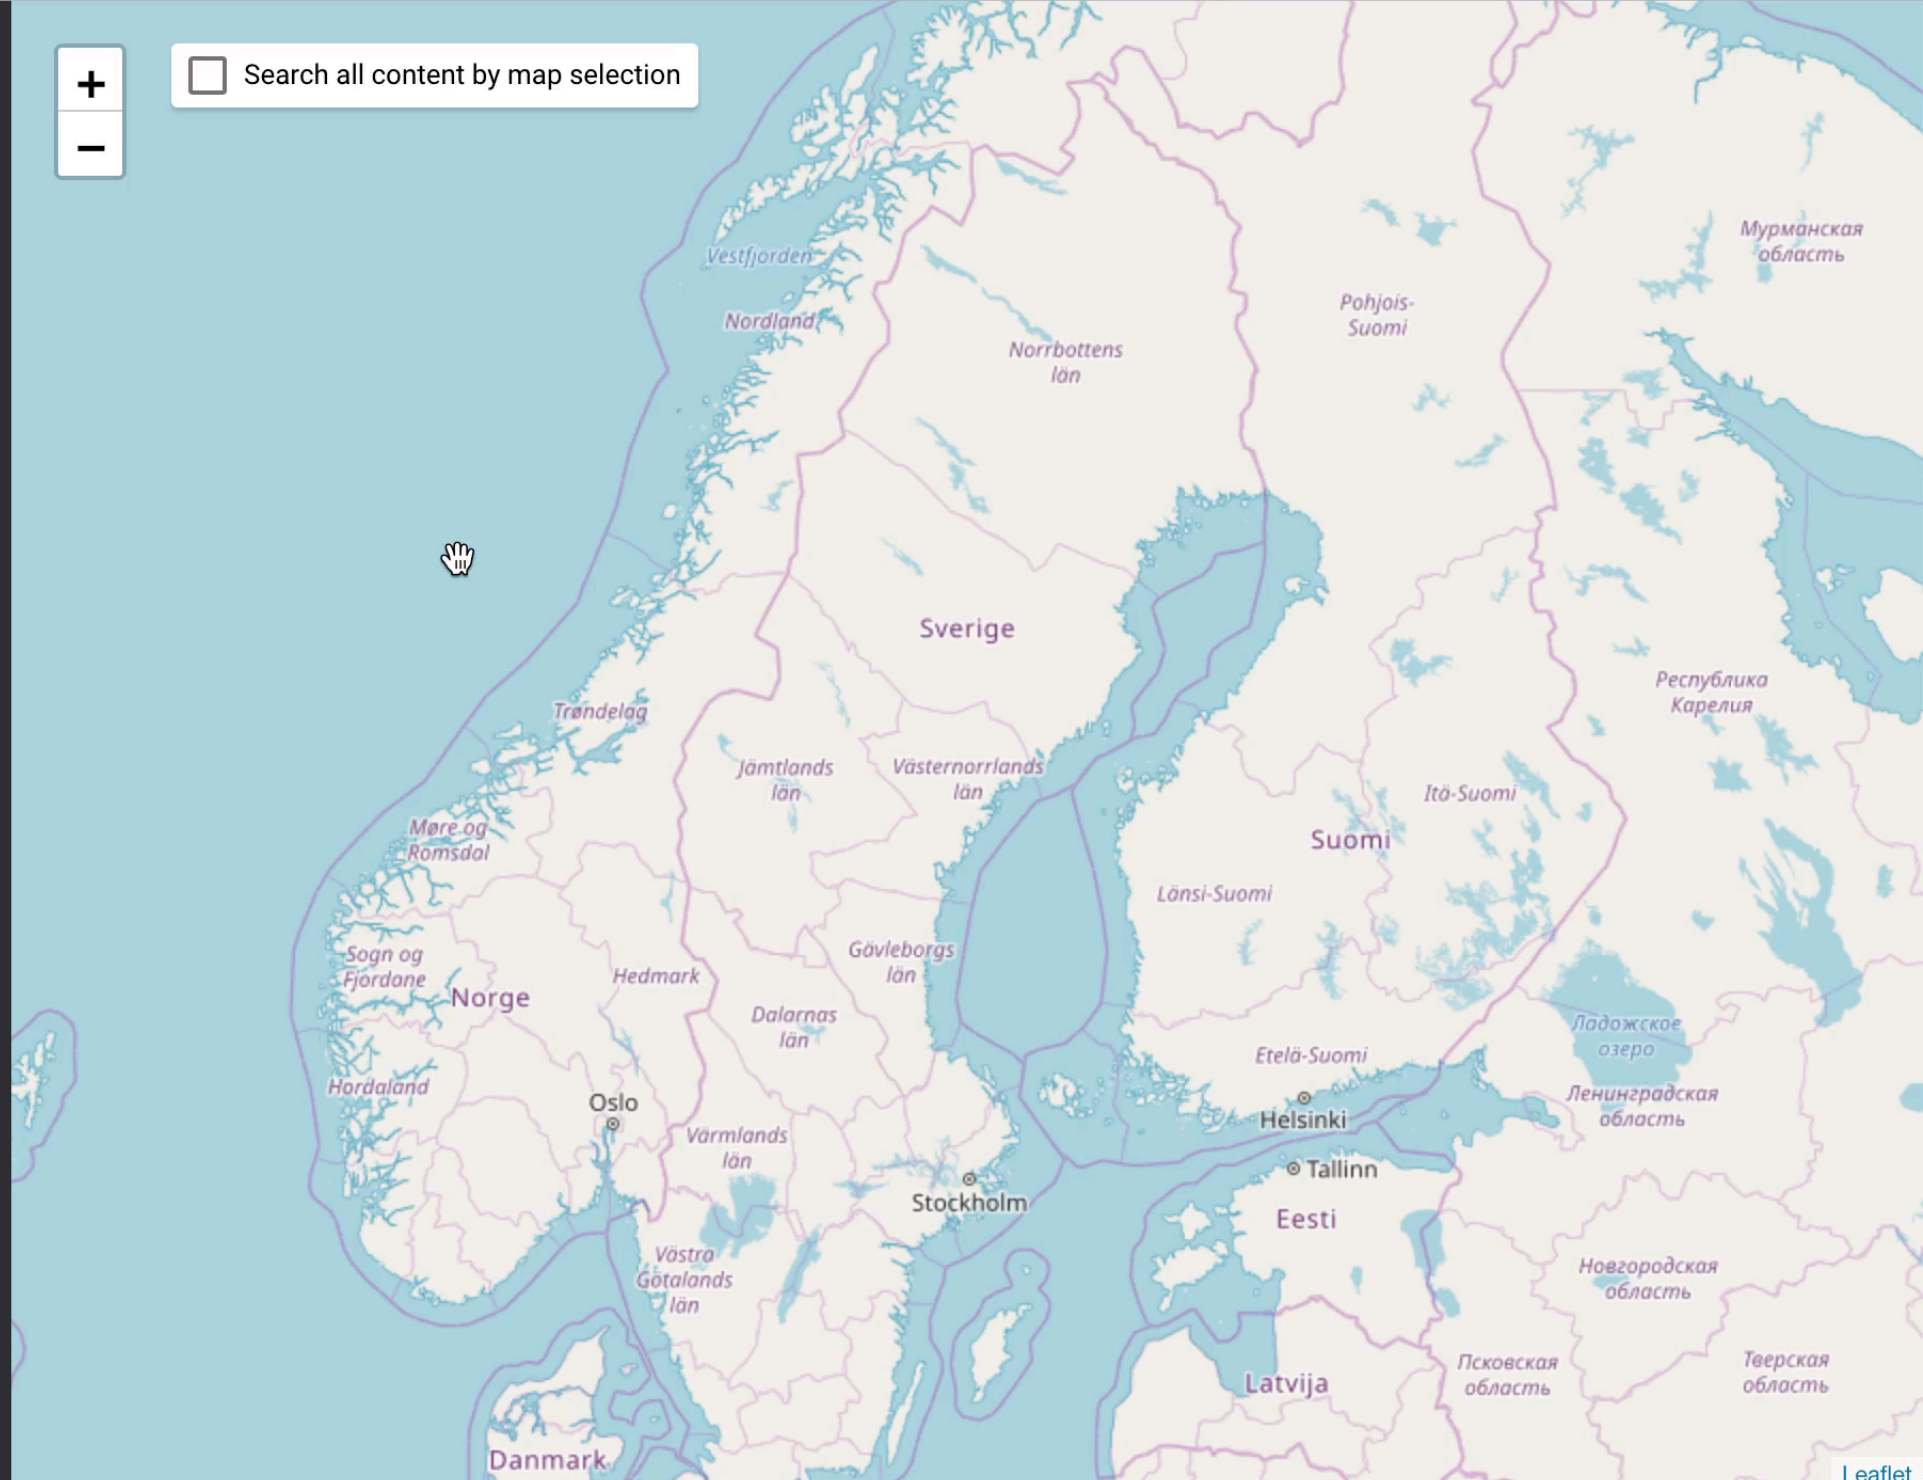 +
Search all content by map selection
−
Мурманская
область
Vestfjorden
Pohjois-
Suomi
Nordland
Norrbottens
län
Sverige
Республика
Карелия
Trøndelag
Jämtlands
län
Västernorrlands
län
Itä-Suomi
Møre og
Romsdal
Suomi
Länsi-Suomi
Sogn og
Fjordane
Gävleborgs
län
Hedmark
Norge
Dalarnas
län
Ладожское
озеро
Etelä-Suomi
Hordaland
Oslo
Ленинградская
область
Helsinki
Värmlands
län
Tallinn
Stockholm
Eesti
Västra
Götalands
län
Новгородская
область
Псковская
область
Тверская
область
Latvija
Danmark
Leaflet